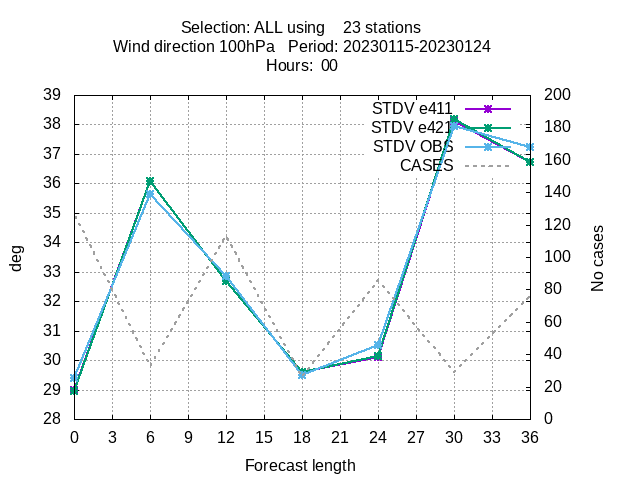 Selection: ALL using 23 stations
Wind direction 100hPa Period: 20230115-20230124
Hours: 00
39 200
38 180
37 160
36 140
35 120
34 100
33 80
32 60
31 40
30 20
29 0
28
STDV e411
STDV e421
STDV OBS
CASES
deg
No cases
0 3 6 9 12 15 18 21 24 27 30 33 36
Forecast length